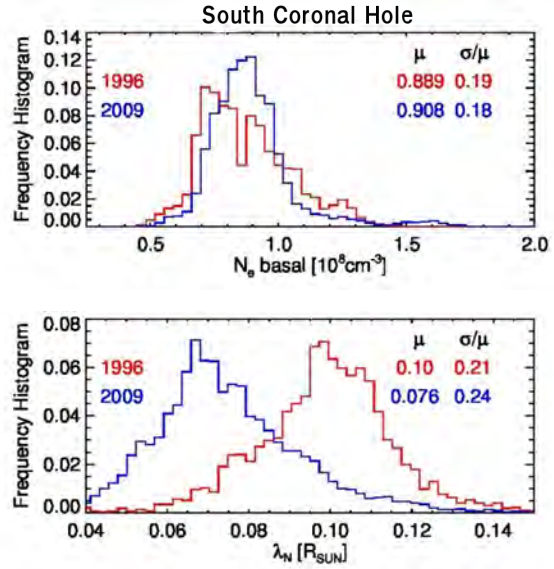 South Coronal Hole
0.14
0.12
0.10
0.08
0.06
0.04
0.02
0.00
Frequency Histogram
μ σ/μ
1996 0.889 0.19
2009 0.908 0.18
0.5 1.0 1.5 2.0
Nₑ basal [10⁸cm⁻³]
0.08
0.06
0.04
0.02
0.00
Frequency Histogram
μ σ/μ
1996 0.10 0.21
2009 0.076 0.24
0.04 0.06 0.08 0.10 0.12 0.14
λ_N [R_SUN]